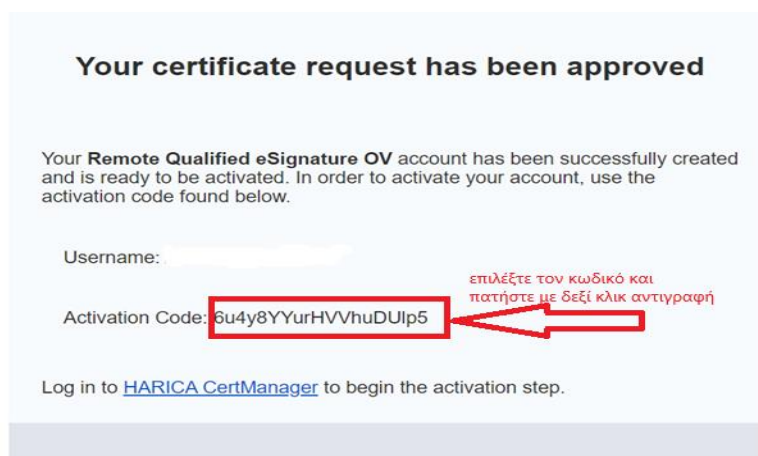 Your certificate request has been approved
Your Remote Qualified eSignature OV account has been successfully created
and is ready to be activated. In order to activate your account, use the
activation code found below.
Username:
επιλέξτε τον κωδικό και
πατήστε με δεξί κλικ αντιγραφή
Activation Code: 6u4y8YYurHVVhuDUlp5
Log in to HARICA CertManager to begin the activation step.